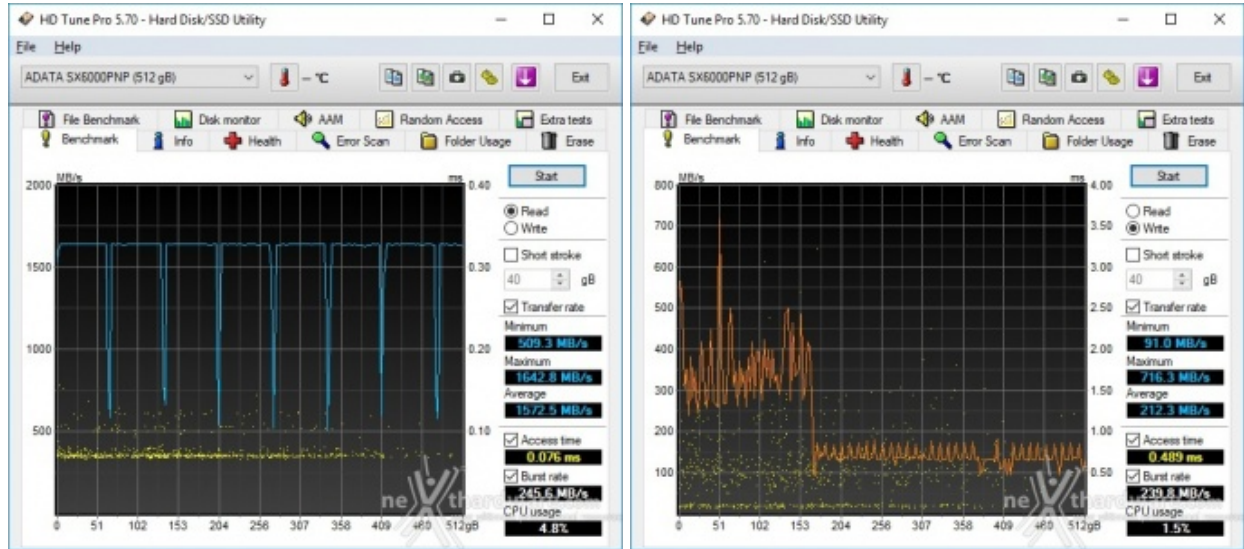 HD Tune Pro 5.70 - Hard Disk/SSD Utility
File Help
ADATA SX6000PNP (512 gB)
– °C
Exit
File Benchmark Disk monitor AAM Random Access Extra tests
Benchmark Info Health Error Scan Folder Usage Erase
MB/s
ms
2000
1500
1000
500
0.40
0.30
0.20
0.10
0 51 102 153 204 256 307 358 409 460 512gB
Start
Read
Write
Short stroke
40 gB
Transfer rate
Minimum
509.3 MB/s
Maximum
1642.8 MB/s
Average
1572.5 MB/s
Access time
0.076 ms
Burst rate
245.6 MB/s
CPU usage
4.8%
HD Tune Pro 5.70 - Hard Disk/SSD Utility
File Help
ADATA SX6000PNP (512 gB)
– °C
Exit
File Benchmark Disk monitor AAM Random Access Extra tests
Benchmark Info Health Error Scan Folder Usage Erase
MB/s
ms
800
700
600
500
400
300
200
100
4.00
3.50
3.00
2.50
2.00
1.50
1.00
0.50
0 51 102 153 204 256 307 358 409 460 512gB
Start
Read
Write
Short stroke
40 gB
Transfer rate
Minimum
91.0 MB/s
Maximum
716.3 MB/s
Average
212.3 MB/s
Access time
0.489 ms
Burst rate
239.8 MB/s
CPU usage
1.5%